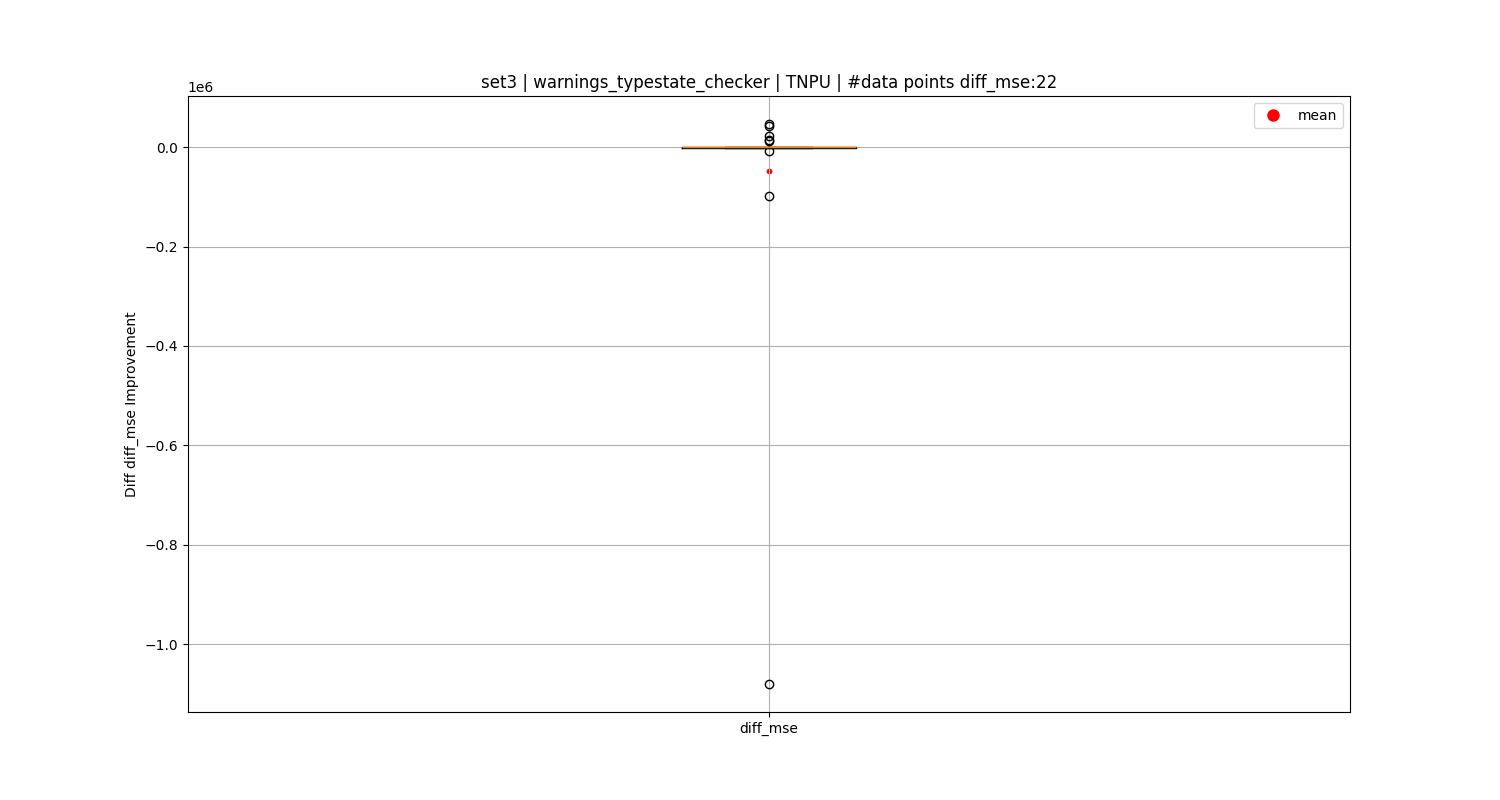 set3 | warnings_typestate_checker | TNPU | #data points diff_mse:22
1e6
mean
0.0
−0.2
−0.4
−0.6
−0.8
−1.0
Diff diff_mse Improvement
diff_mse